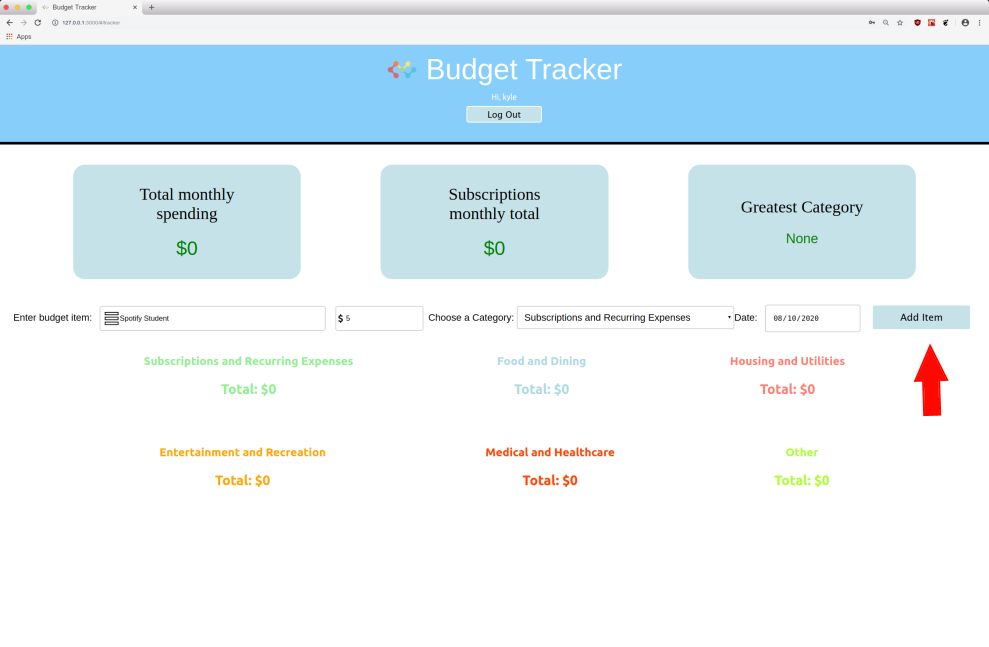 Budget Tracker
127.0.0.1:3000/#/tracker
Apps
Budget Tracker
Hi, kyle
Log Out
Total monthly
spending
$0
Subscriptions
monthly total
$0
Greatest Category
None
Enter budget item: Spotify Student $ 5 Choose a Category: Subscriptions and Recurring Expenses Date: 08/10/2020 Add Item
Subscriptions and Recurring Expenses
Total: $0
Food and Dining
Total: $0
Housing and Utilities
Total: $0
Entertainment and Recreation
Total: $0
Medical and Healthcare
Total: $0
Other
Total: $0